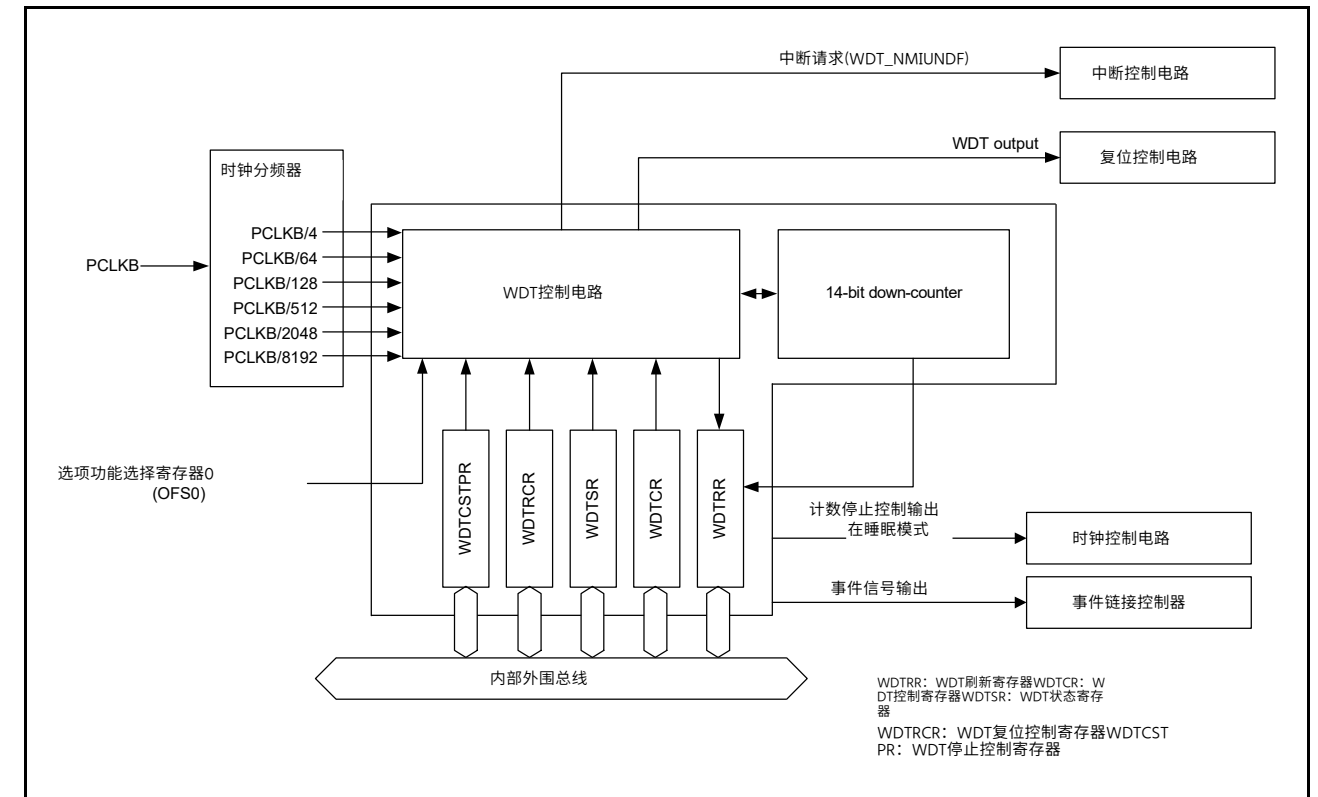 中断请求(WDT_NMIUNDF)
中断控制电路
WDT output
复位控制电路
时钟分频器
PCLKB/4
PCLKB/64
PCLKB/128
PCLKB/512
PCLKB/2048
PCLKB/8192
PCLKB
WDT控制电路
14-bit down-counter
选项功能选择寄存器0
(OFS0)
WDTCSTPR
WDTRCR
WDTSR
WDTCR
WDTRR
计数停止控制输出
在睡眠模式
时钟控制电路
事件信号输出
事件链接控制器
内部外围总线
WDTRR：WDT刷新寄存器WDTCR：W
DT控制寄存器WDTSR：WDT状态寄存
器
WDTRCR：WDT复位控制寄存器WDTCST
PR：WDT停止控制寄存器